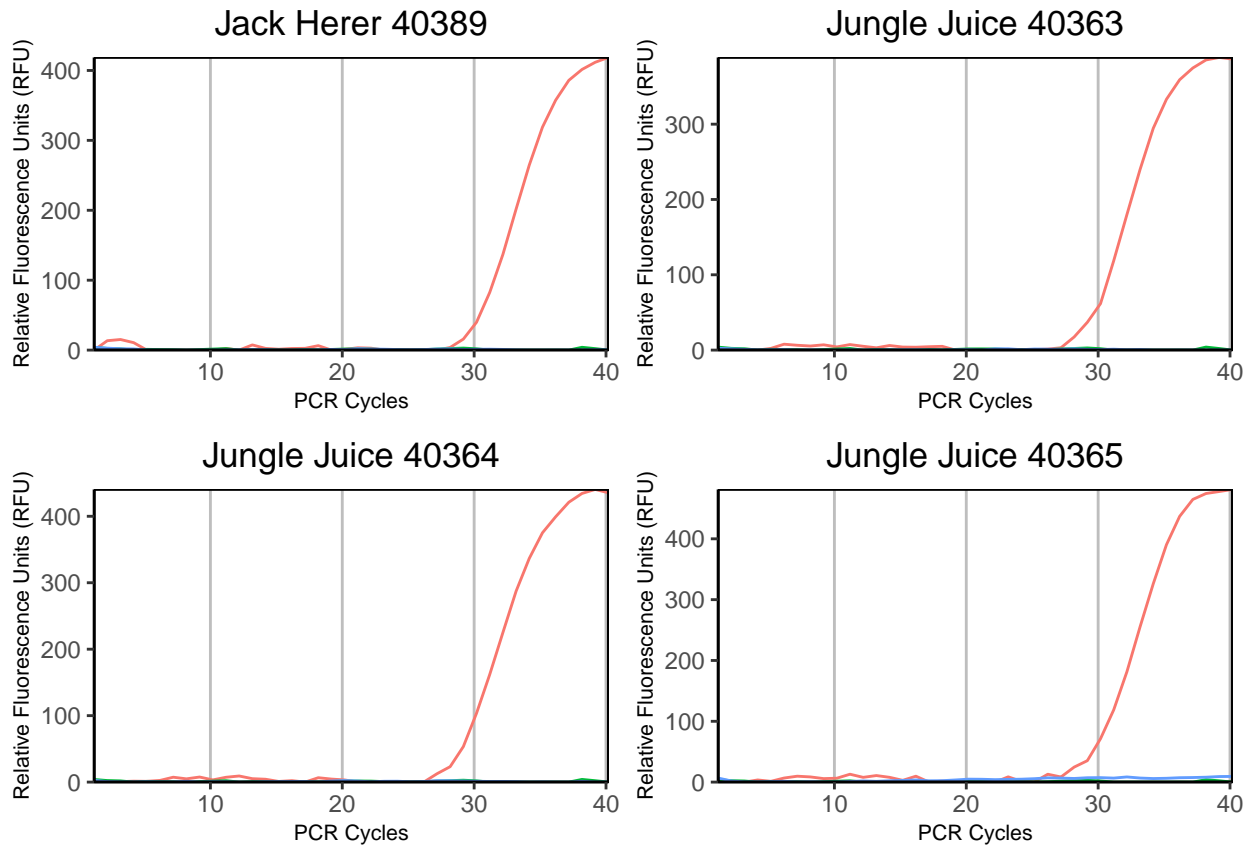 Jack Herer 40389
Relative Fluorescence Units (RFU)
400
300
200
100
0
10 20 30 40
PCR Cycles
Jungle Juice 40363
Relative Fluorescence Units (RFU)
300
200
100
0
10 20 30 40
PCR Cycles
Jungle Juice 40364
Relative Fluorescence Units (RFU)
400
300
200
100
0
10 20 30 40
PCR Cycles
Jungle Juice 40365
Relative Fluorescence Units (RFU)
400
300
200
100
0
10 20 30 40
PCR Cycles